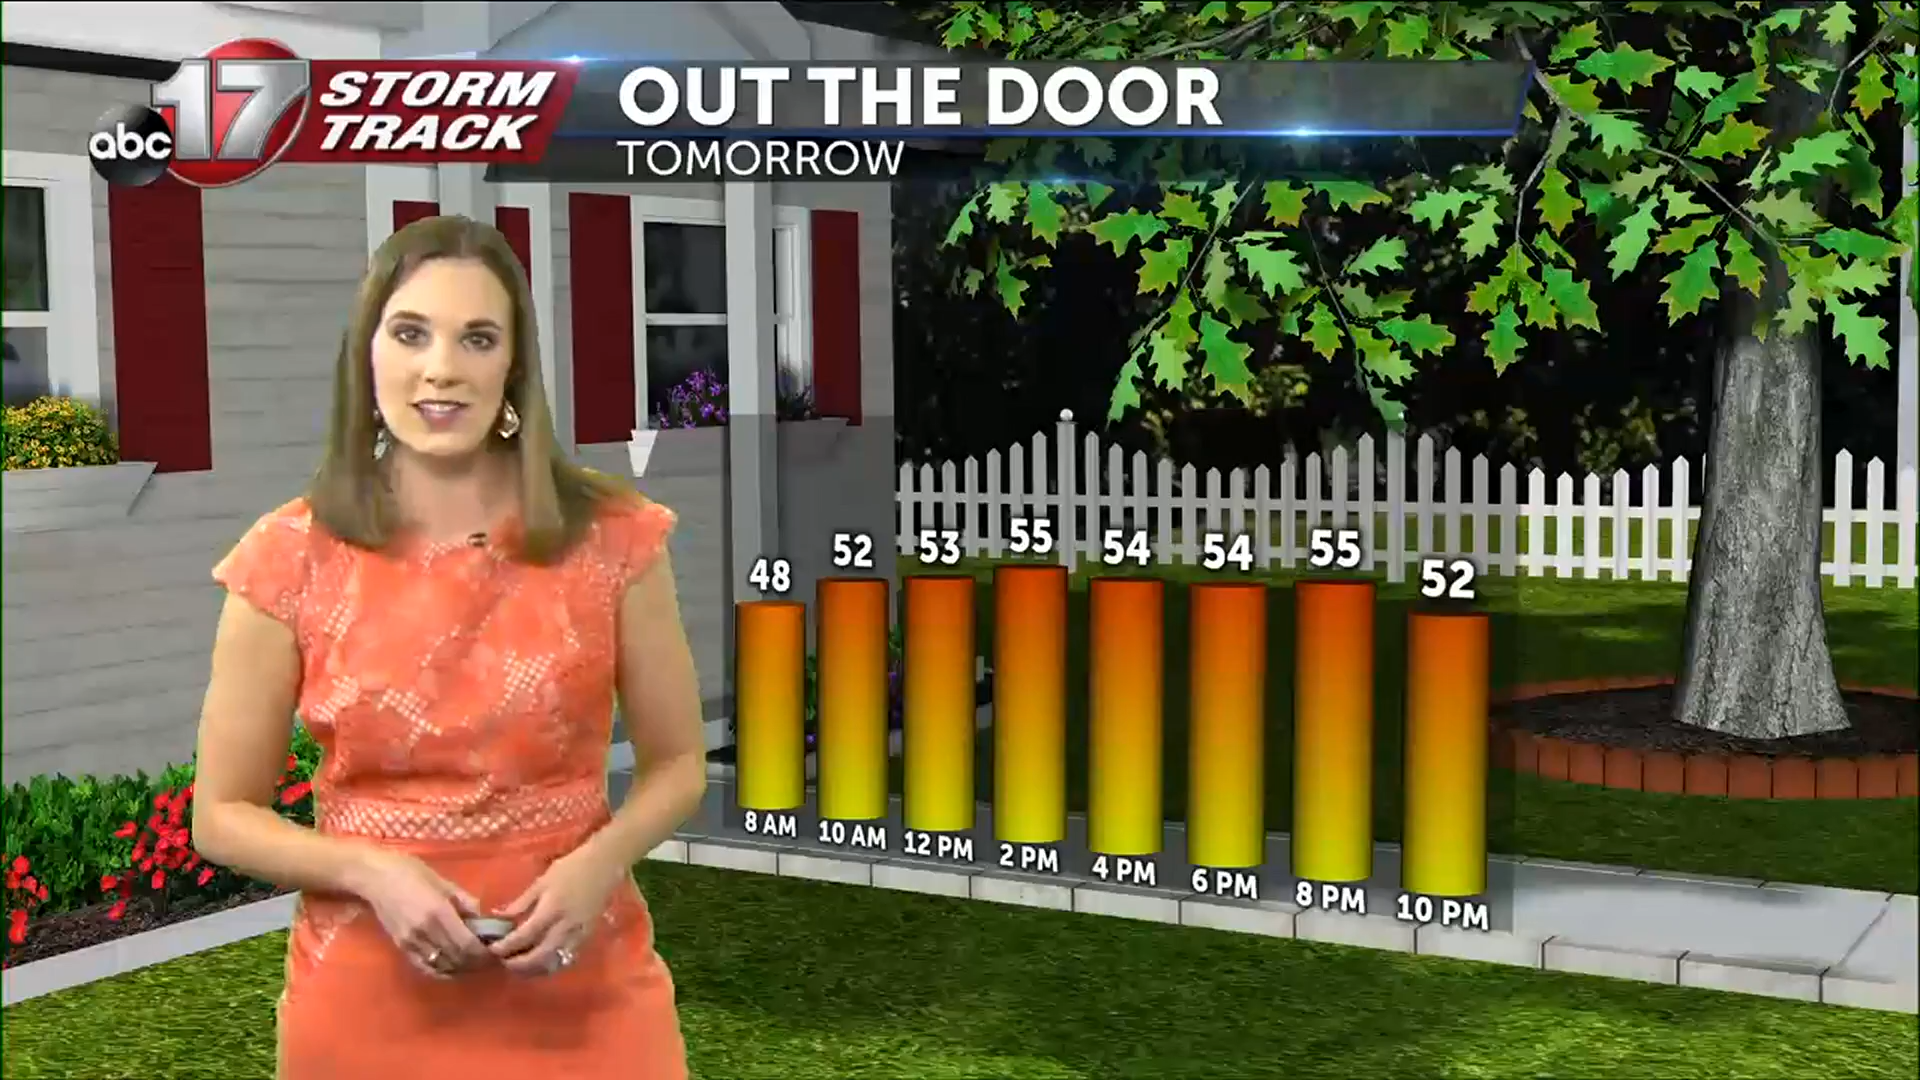 abc 17 STORM TRACK
OUT THE DOOR
TOMORROW
48 52 53 55 54 54 55 52
8 AM 10 AM 12 PM 2 PM 4 PM 6 PM 8 PM 10 PM